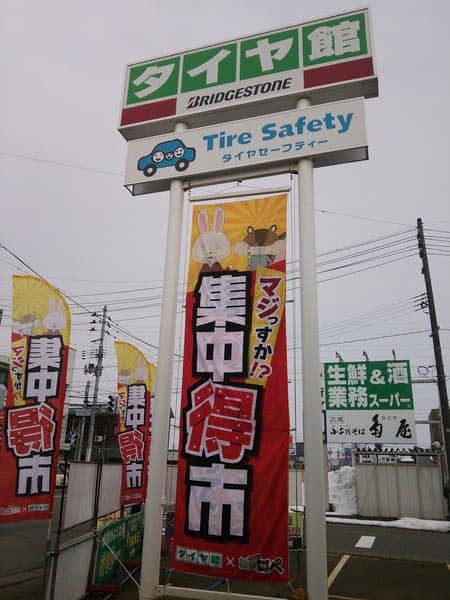 タイヤ館
BRIDGESTONE
Tire Safety
タイヤセーフティー
マジっすか!?
集中得市
タイヤ館 ×
生鮮&酒
業務スーパー
集中得市
集中得市